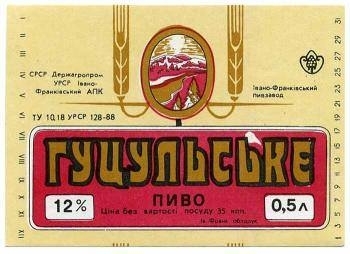 СРСР Держагропром
УРСР Івано-
Франківський АПК
Івано-Франківський
Пивзавод
ТУ 10.18 УРСР 128-88
ГУЦУЛЬСЬКЕ
ПИВО
12%
Ціна без вартості посуду 35 коп.
0,5л